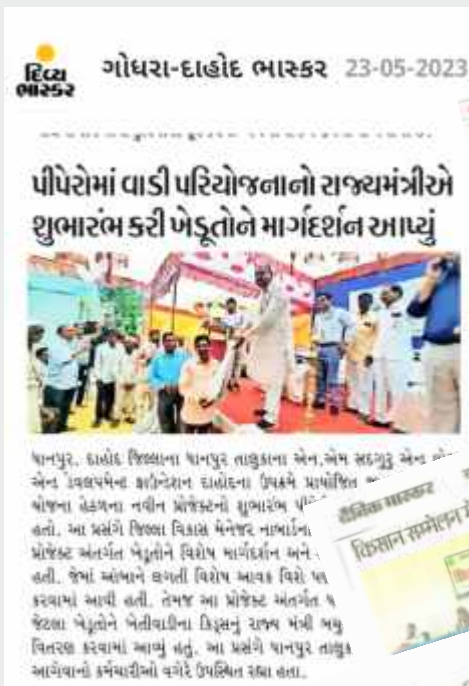 દિવ્ય
ભાસ્કર
ગોધરા-દાહોદ ભાસ્કર 23-05-2023
પીપેરોમાં વાડી પરિયોજનાનો રાજ્યમંત્રીએ
શુભારંભ કરી ખેડૂતોને માર્ગદર્શન આપ્યું
ધાનપુર. દાહોદ જિલ્લાના ધાનપુર તાલુકાના એન.એમ સદગુરુ
એન ડેવલપમેન્ટ ફાઉન્ડેશન દાહોદના ઉપક્રમે પ્રાયોજિત
યોજના હેઠળના નવીન પ્રોજેક્ટનો શુભારંભ
હતો. આ પ્રસંગે જિલ્લા વિકાસ મેનેજર નાબાર્ડના
પ્રોજેક્ટ અંતર્ગત ખેડૂતોને વિશેષ માર્ગદર્શન અને
હતી. જેમાં આંબાને લગતી વિશેષ આવક વિશે
કરવામાં આવી હતી. તેમજ આ પ્રોજેક્ટ અંતર્ગત
જેટલા ખેડૂતોને ખેતીવાડીના કિટ્સનું રાજ્ય મંત્રી
વિતરણ કરવામાં આવ્યું હતું. આ પ્રસંગે ધાનપુર
આગેવાનો કર્મચારીઓ વગેરે ઉપસ્થિત રહ્યા હતા.
दैनिक भास्कर
किसान सम्मेलन में